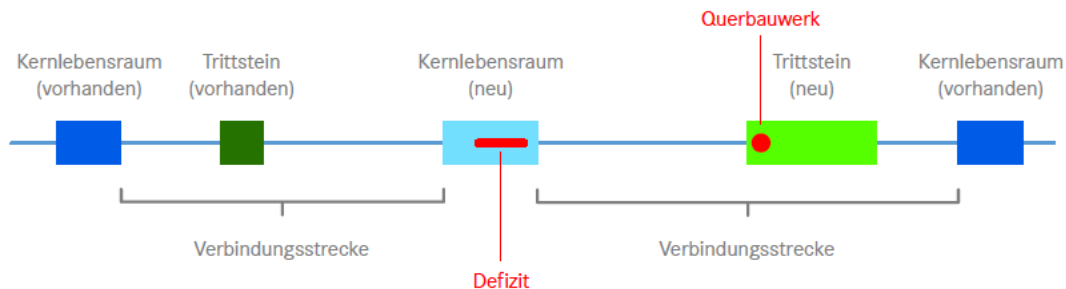 Querbauwerk
Kernlebensraum
(vorhanden)
Trittstein
(vorhanden)
Kernlebensraum
(neu)
Trittstein
(neu)
Kernlebensraum
(vorhanden)
Verbindungsstrecke
Verbindungsstrecke
Defizit